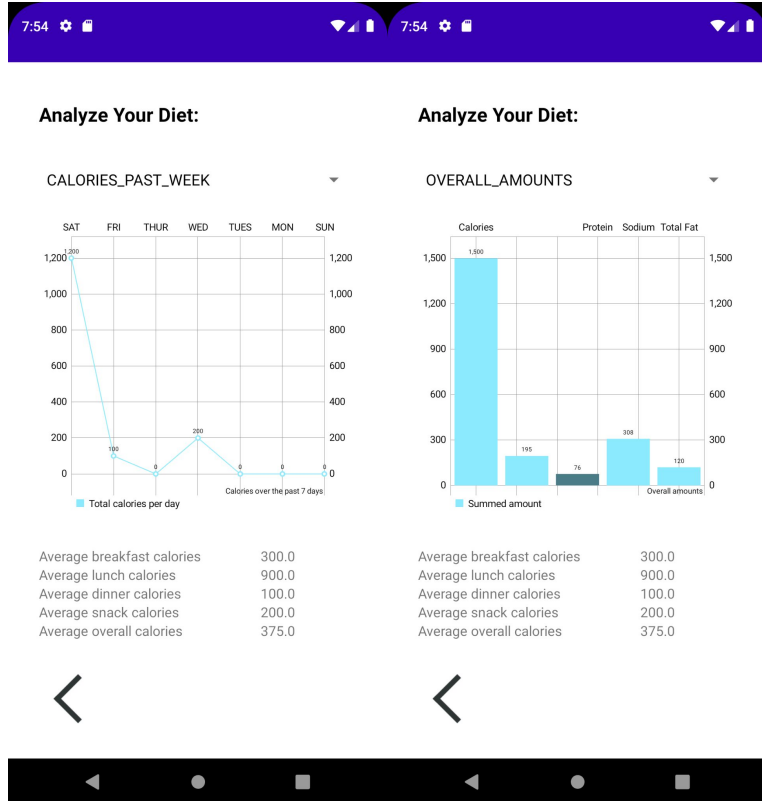 7:54
Analyze Your Diet:
CALORIES_PAST_WEEK
SAT FRI THUR WED TUES MON SUN
1,200
1,200 1,200
1,000 1,000
800 800
600 600
400 400
200
200 200
100
0 0 0 0
0 0
Calories over the past 7 days
Total calories per day
Average breakfast calories 300.0
Average lunch calories 900.0
Average dinner calories 100.0
Average snack calories 200.0
Average overall calories 375.0
7:54
Analyze Your Diet:
OVERALL_AMOUNTS
Calories Protein Sodium Total Fat
1,500
1,500 1,500
1,200 1,200
900 900
600 600
308
300 300
195
120
76
0 0
Overall amounts
Summed amount
Average breakfast calories 300.0
Average lunch calories 900.0
Average dinner calories 100.0
Average snack calories 200.0
Average overall calories 375.0